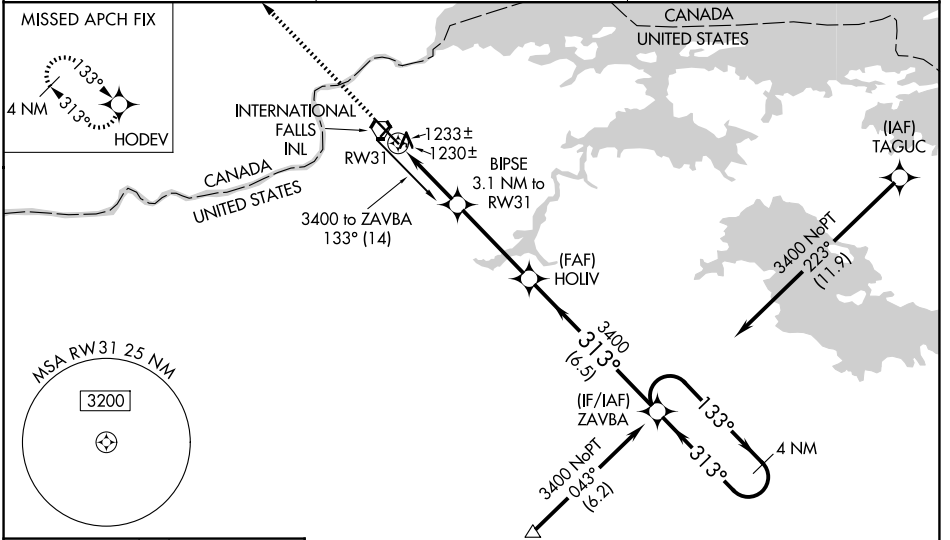 MISSED APCH FIX
133°
313°
4 NM
HODEV
CANADA
UNITED STATES
INTERNATIONAL
FALLS
INL
RW31
1233±
1230±
BIPSE
3.1 NM to
RW31
CANADA
UNITED STATES
3400 to ZAVBA
133° (14)
(IAF)
TAGUC
3400 NoPT
223°
(11.9)
(FAF)
HOLIV
3400
313°
(6.5)
(IF/IAF)
ZAVBA
133°
313°
4 NM
3400 NoPT
043°
(6.2)
MSA RW31 25 NM
3200